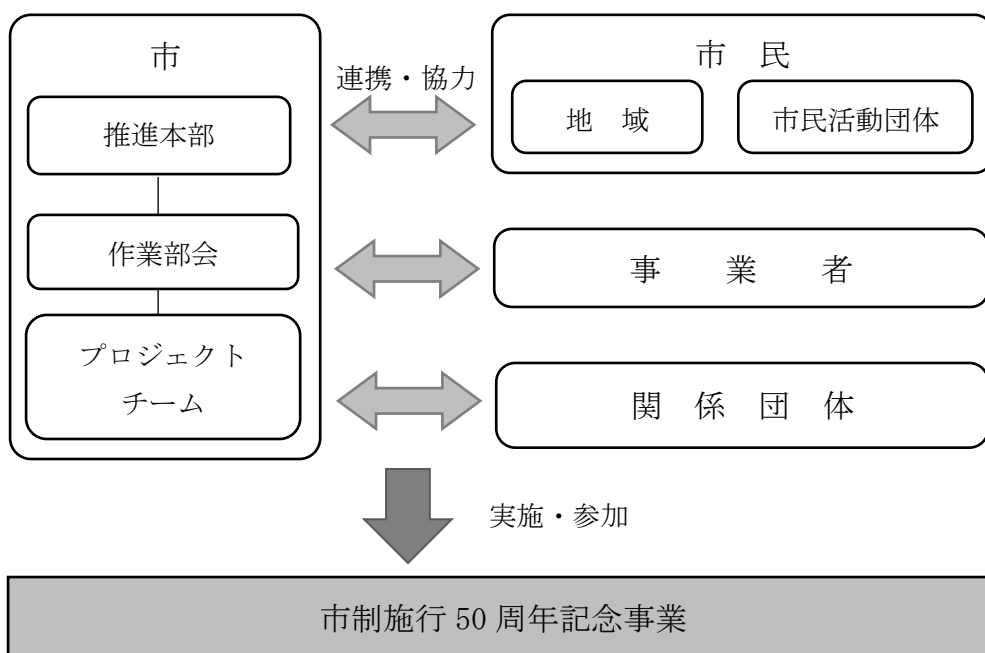 市
推進本部
作業部会
プロジェクト
チーム
連携・協力
市 民
地 域
市民活動団体
事 業 者
関 係 団 体
実施・参加
市制施行 50 周年記念事業